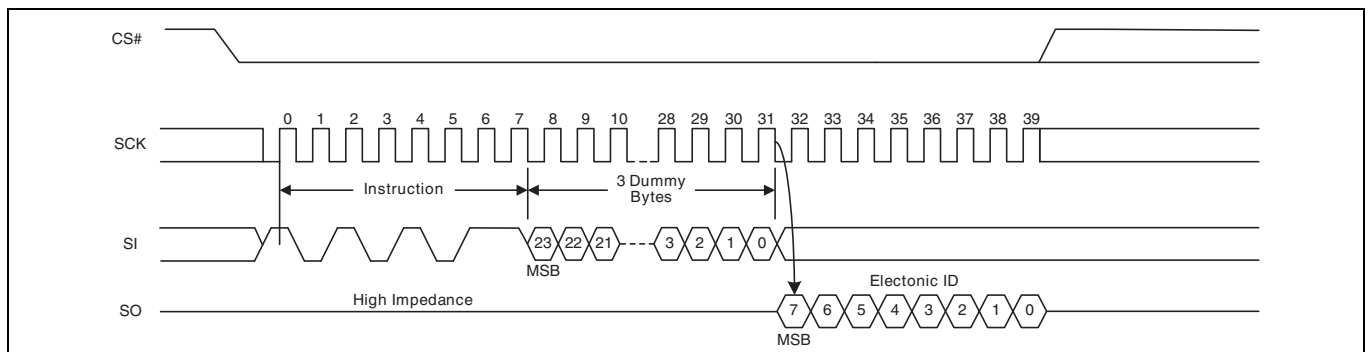 CS#
0 1 2 3 4 5 6 7 8 9 10 28 29 30 31 32 33 34 35 36 37 38 39
SCK
Instruction
3 Dummy
Bytes
SI
23 22 21 3 2 1 0
MSB
Electonic ID
High Impedance
SO
7 6 5 4 3 2 1 0
MSB